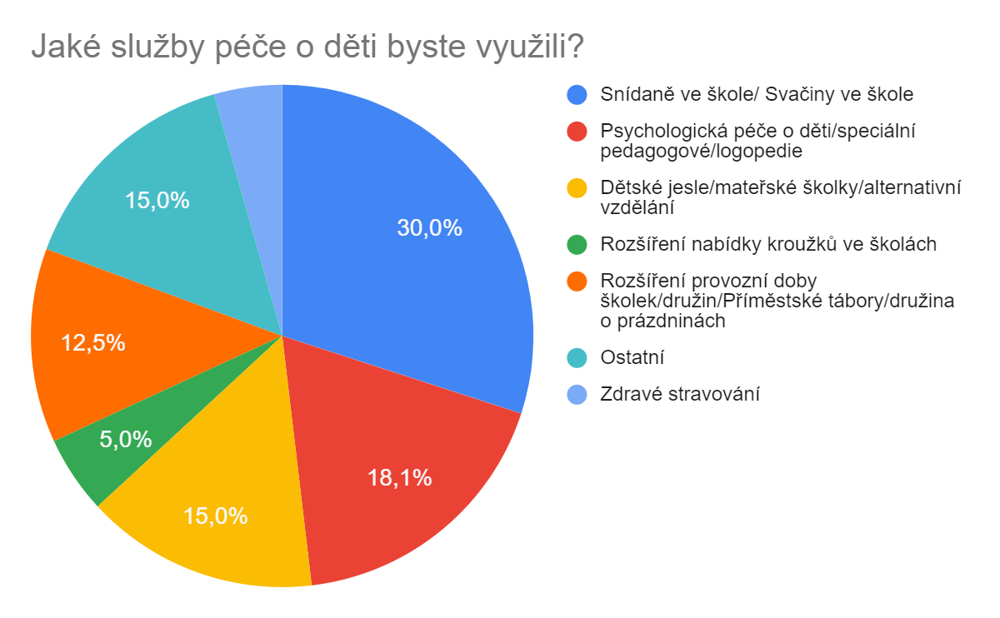 Jaké služby péče o děti byste využili?
30,0%
18,1%
15,0%
5,0%
12,5%
15,0%
Snídaně ve škole/ Svačiny ve škole
Psychologická péče o děti/speciální
pedagogové/logopedie
Dětské jesle/mateřské školky/alternativní
vzdělání
Rozšíření nabídky kroužků ve školách
Rozšíření provozní doby
školek/družin/Příměstské tábory/družina
o prázdninách
Ostatní
Zdravé stravování